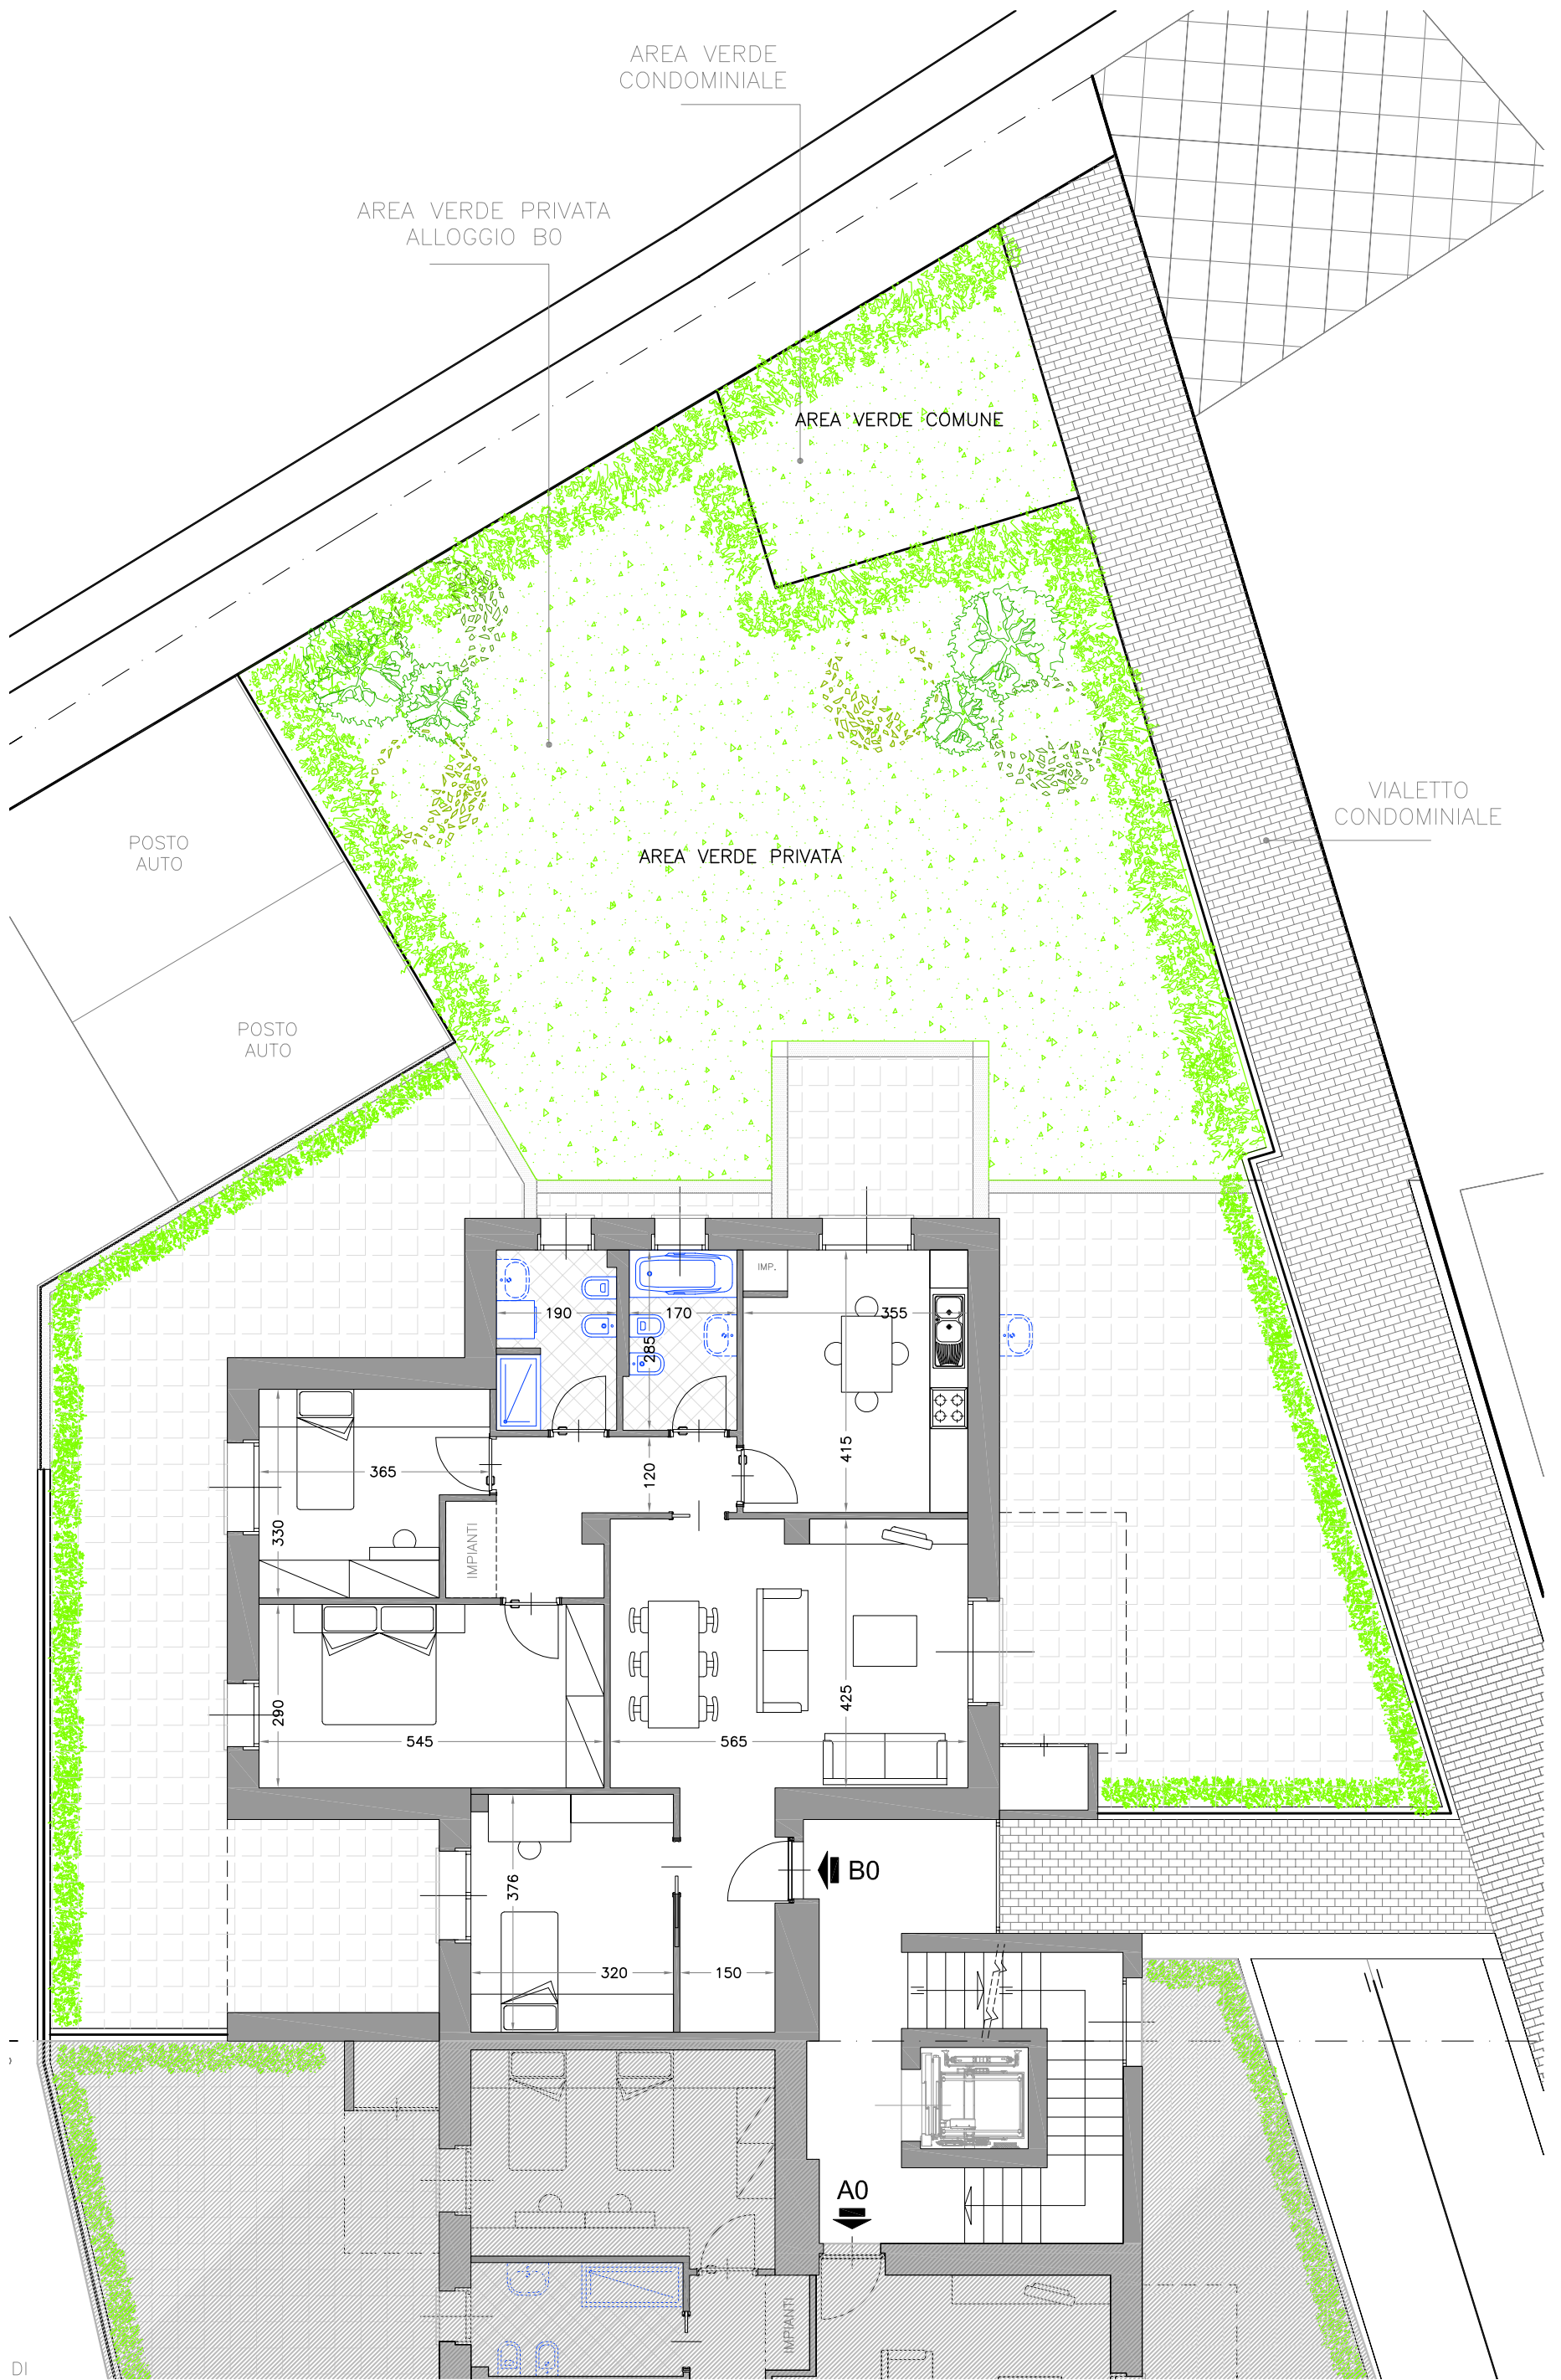 AREA VERDE
CONDOMINIALE
AREA VERDE PRIVATA
ALLOGGIO B0
AREA VERDE COMUNE
VIALETTO
CONDOMINIALE
POSTO
AUTO
AREA VERDE PRIVATA
POSTO
AUTO
IMP.
190
170
355
285
415
365
120
330
IMPIANTI
290
425
545
565
B0
376
320
150
A0
IMPIANTI
DI